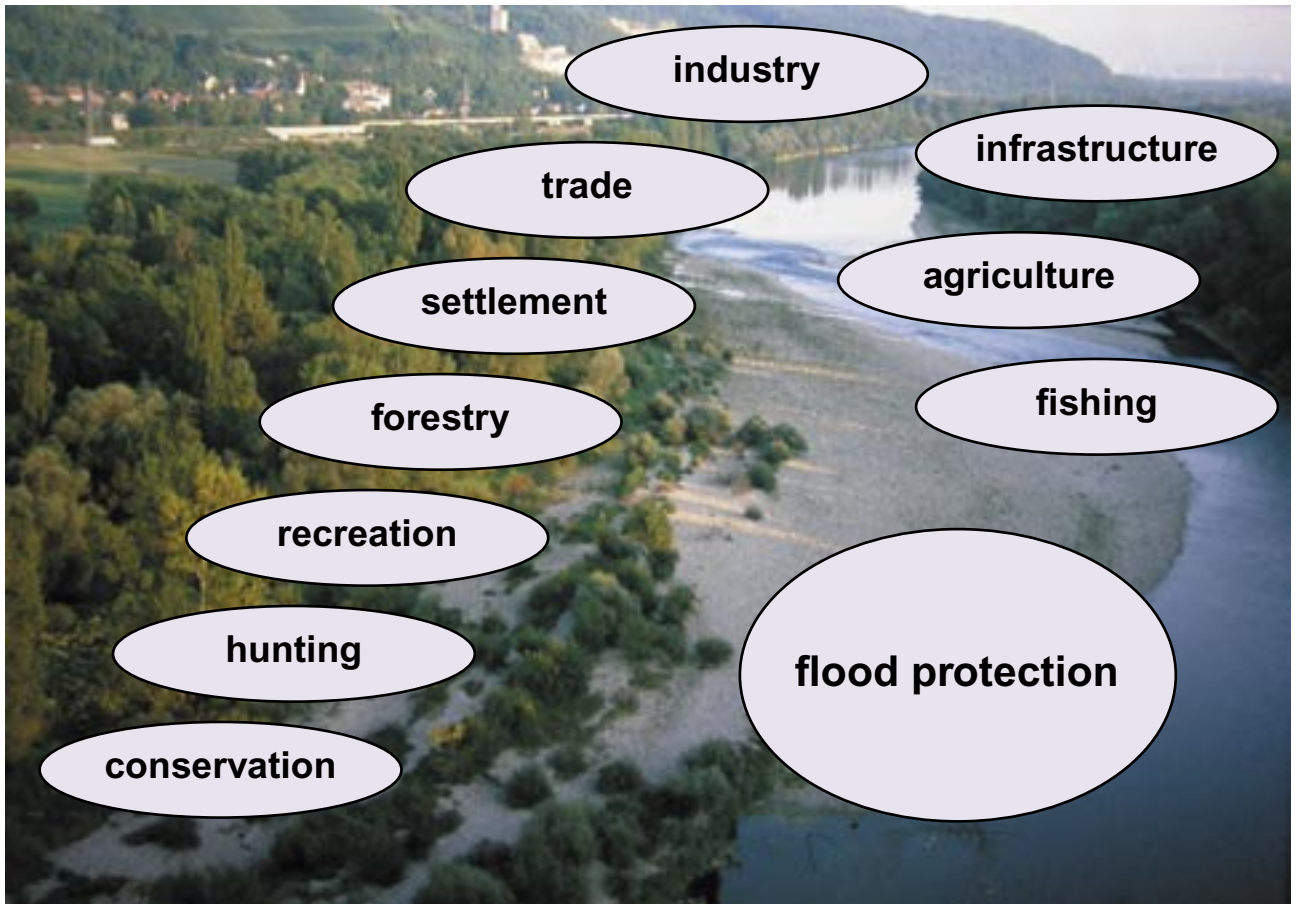 industry
infrastructure
trade
agriculture
settlement
fishing
forestry
recreation
hunting
flood protection
conservation